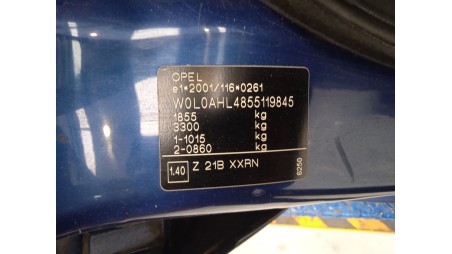 OPEL
e1*2001/116*0261
W0L0AHL4855119845
1855 kg
3300 kg
1-1015 kg
2-0860 kg
1.40 Z 21B XXRN
6250